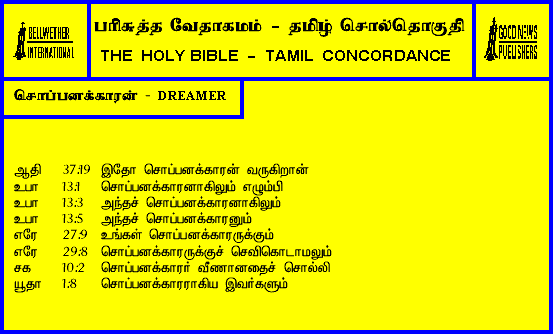 BELLWETHER
INTERNATIONAL
பரிசுத்த வேதாகமம் - தமிழ் சொல்தொகுதி
THE HOLY BIBLE - TAMIL CONCORDANCE
GOOD NEWS
PUBLISHERS
சொப்பனக்காரன் - DREAMER
ஆதி 37:19 இதோ சொப்பனக்காரன் வருகிறான்
உபா 13:1 சொப்பனக்காரனாகிலும் எழும்பி
உபா 13:3 அந்தச் சொப்பனக்காரனாகிலும்
உபா 13:5 அந்தச் சொப்பனக்காரனும்
எரே 27:9 உங்கள் சொப்பனக்காரருக்கும்
எரே 29:8 சொப்பனக்காரருக்குச் செவிகொடாமலும்
சக 10:2 சொப்பனக்காரர் வீணானதைச் சொல்லி
யூதா 1:8 சொப்பனக்காரராகிய இவர்களும்